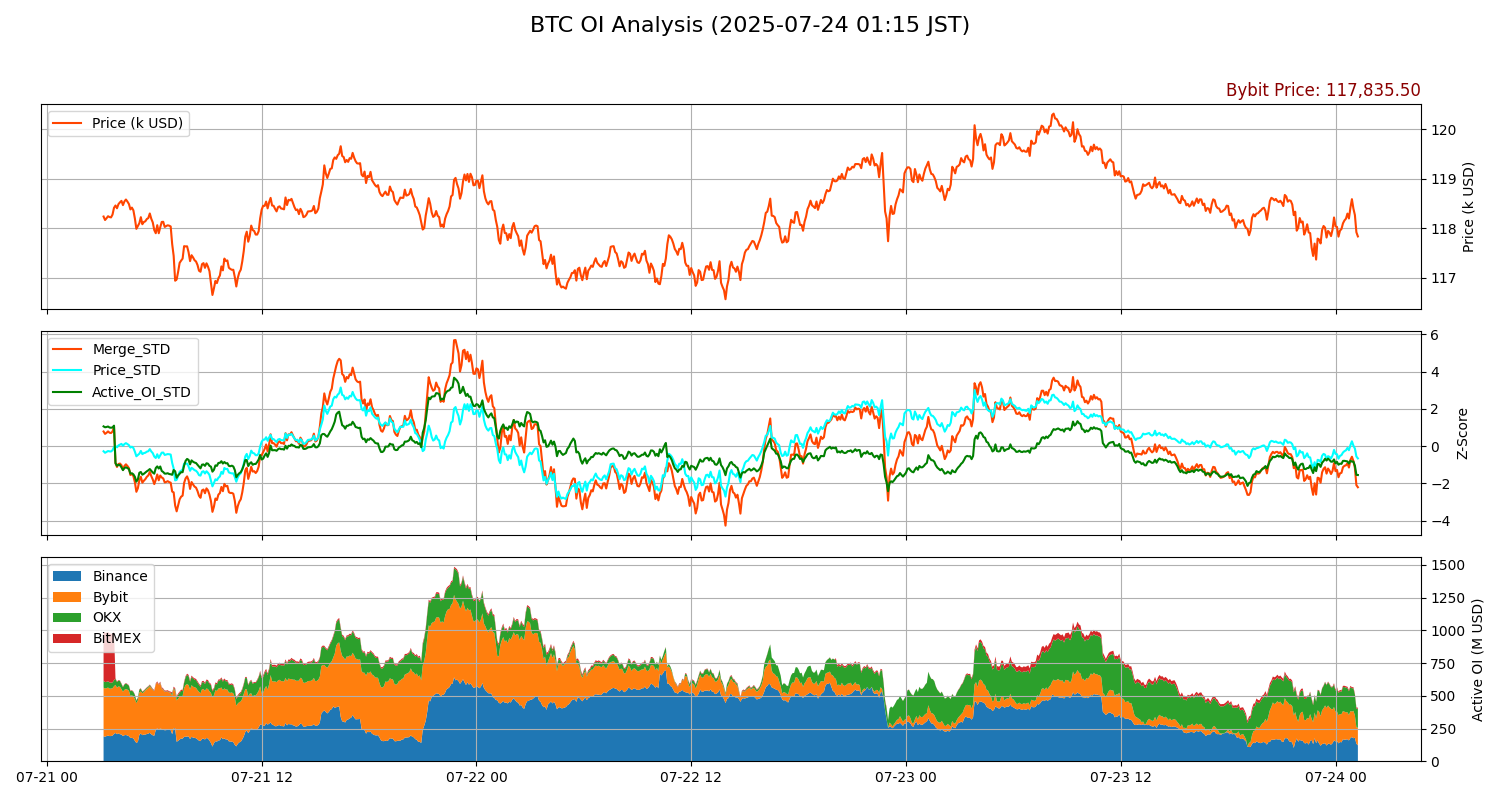 BTC OI Analysis (2025-07-24 01:15 JST)
Bybit Price: 117,835.50
Price (k USD)
120
119
118
117
Price (k USD)
Merge_STD
Price_STD
Active_OI_STD
6
4
2
0
−2
−4
Z-Score
Binance
Bybit
OKX
BitMEX
1500
1250
1000
750
500
250
0
Active OI (M USD)
07-21 00
07-21 12
07-22 00
07-22 12
07-23 00
07-23 12
07-24 00